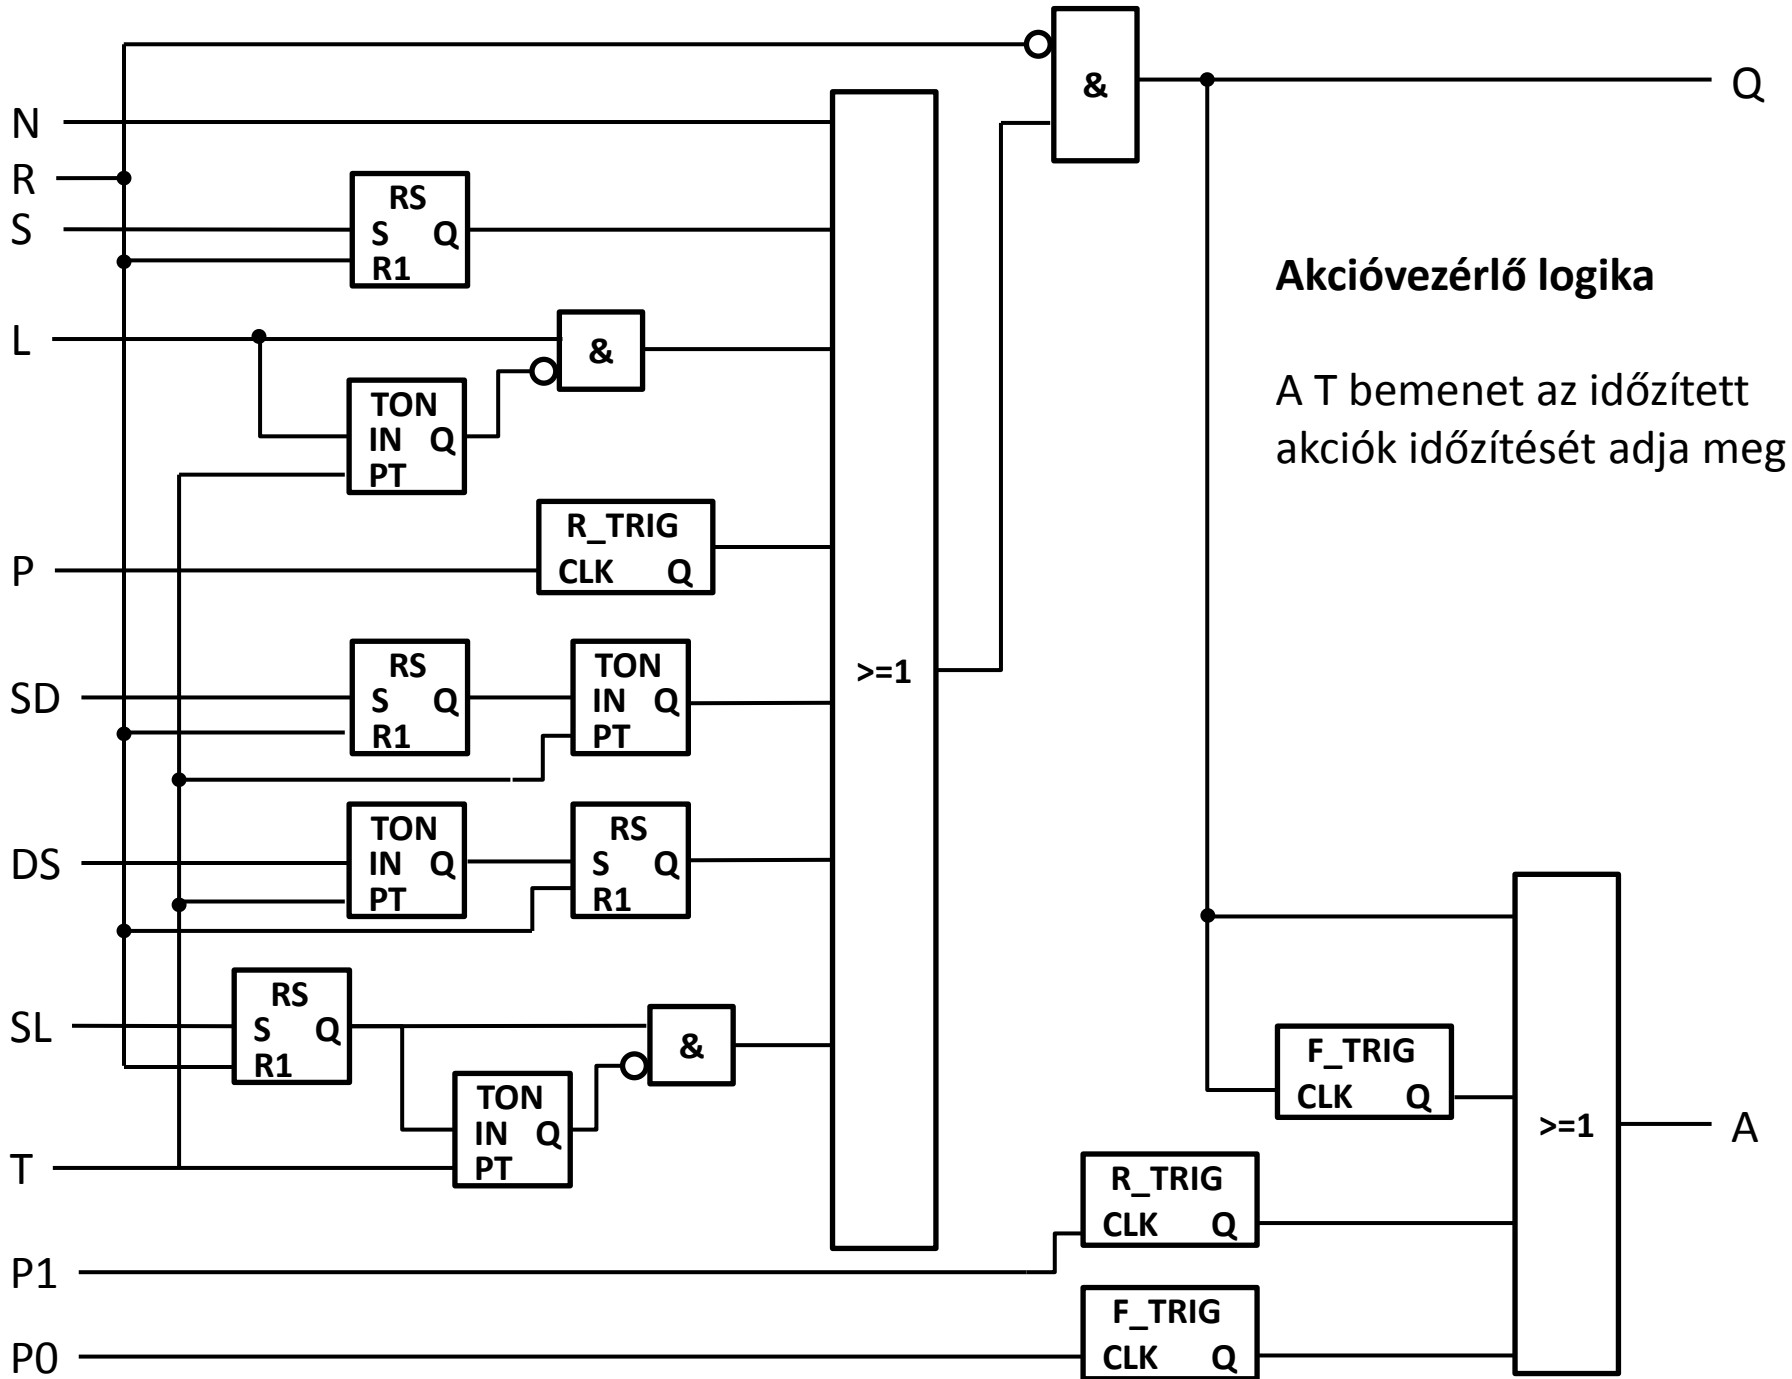 &
Q
N
R
S
RS
S Q
R1
Akcióvezérlő logika
L
&
TON
IN Q
PT
A T bemenet az időzített
akciók időzítését adja meg
R_TRIG
CLK Q
P
RS
S Q
R1
TON
IN Q
PT
>=1
SD
TON
IN Q
PT
RS
S Q
R1
DS
RS
S Q
R1
SL
&
TON
IN Q
PT
T
F_TRIG
CLK Q
>=1
A
R_TRIG
CLK Q
P1
F_TRIG
CLK Q
P0